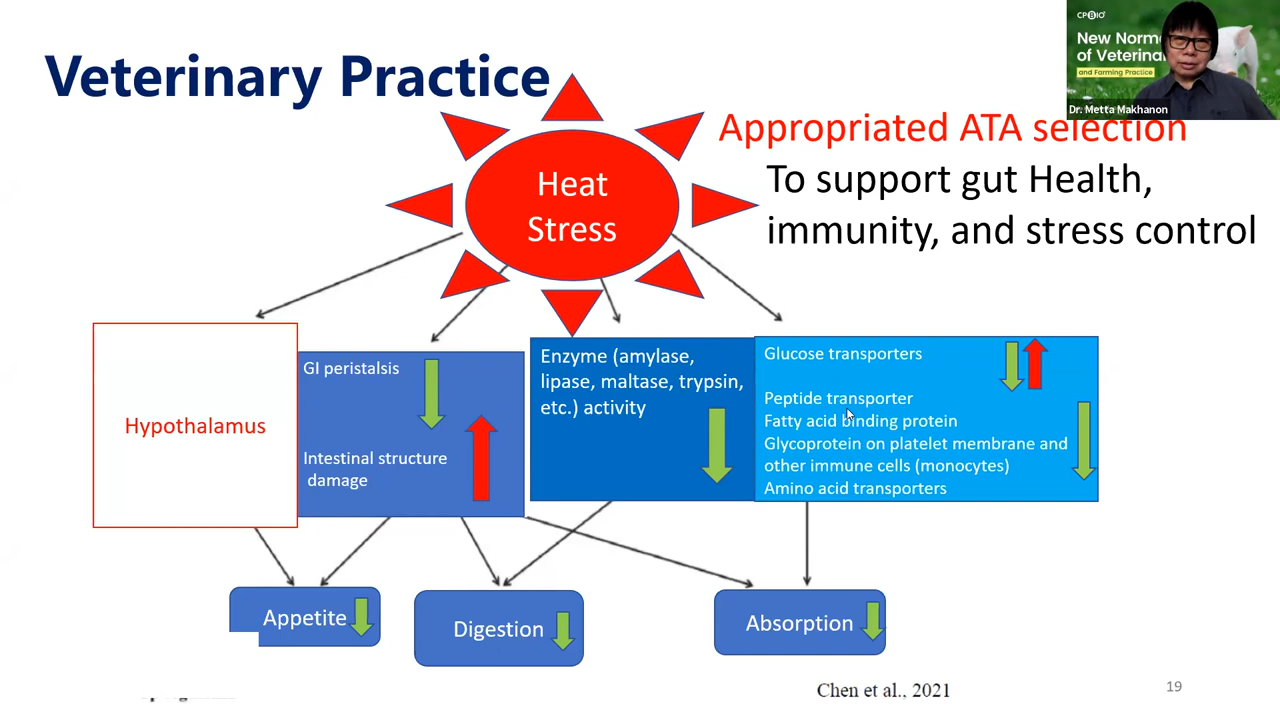 Veterinary Practice
CPBIO
New Norm
of Veterina
and Farming Practice
Dr. Metta Makhanon
Appropriated ATA selection
To support gut Health,
immunity, and stress control
Heat
Stress
Hypothalamus
GI peristalsis
Intestinal structure
damage
Enzyme (amylase,
lipase, maltase, trypsin,
etc.) activity
Glucose transporters
Peptide transporter
Fatty acid binding protein
Glycoprotein on platelet membrane and
other immune cells (monocytes)
Amino acid transporters
Appetite
Digestion
Absorption
Chen et al., 2021
19